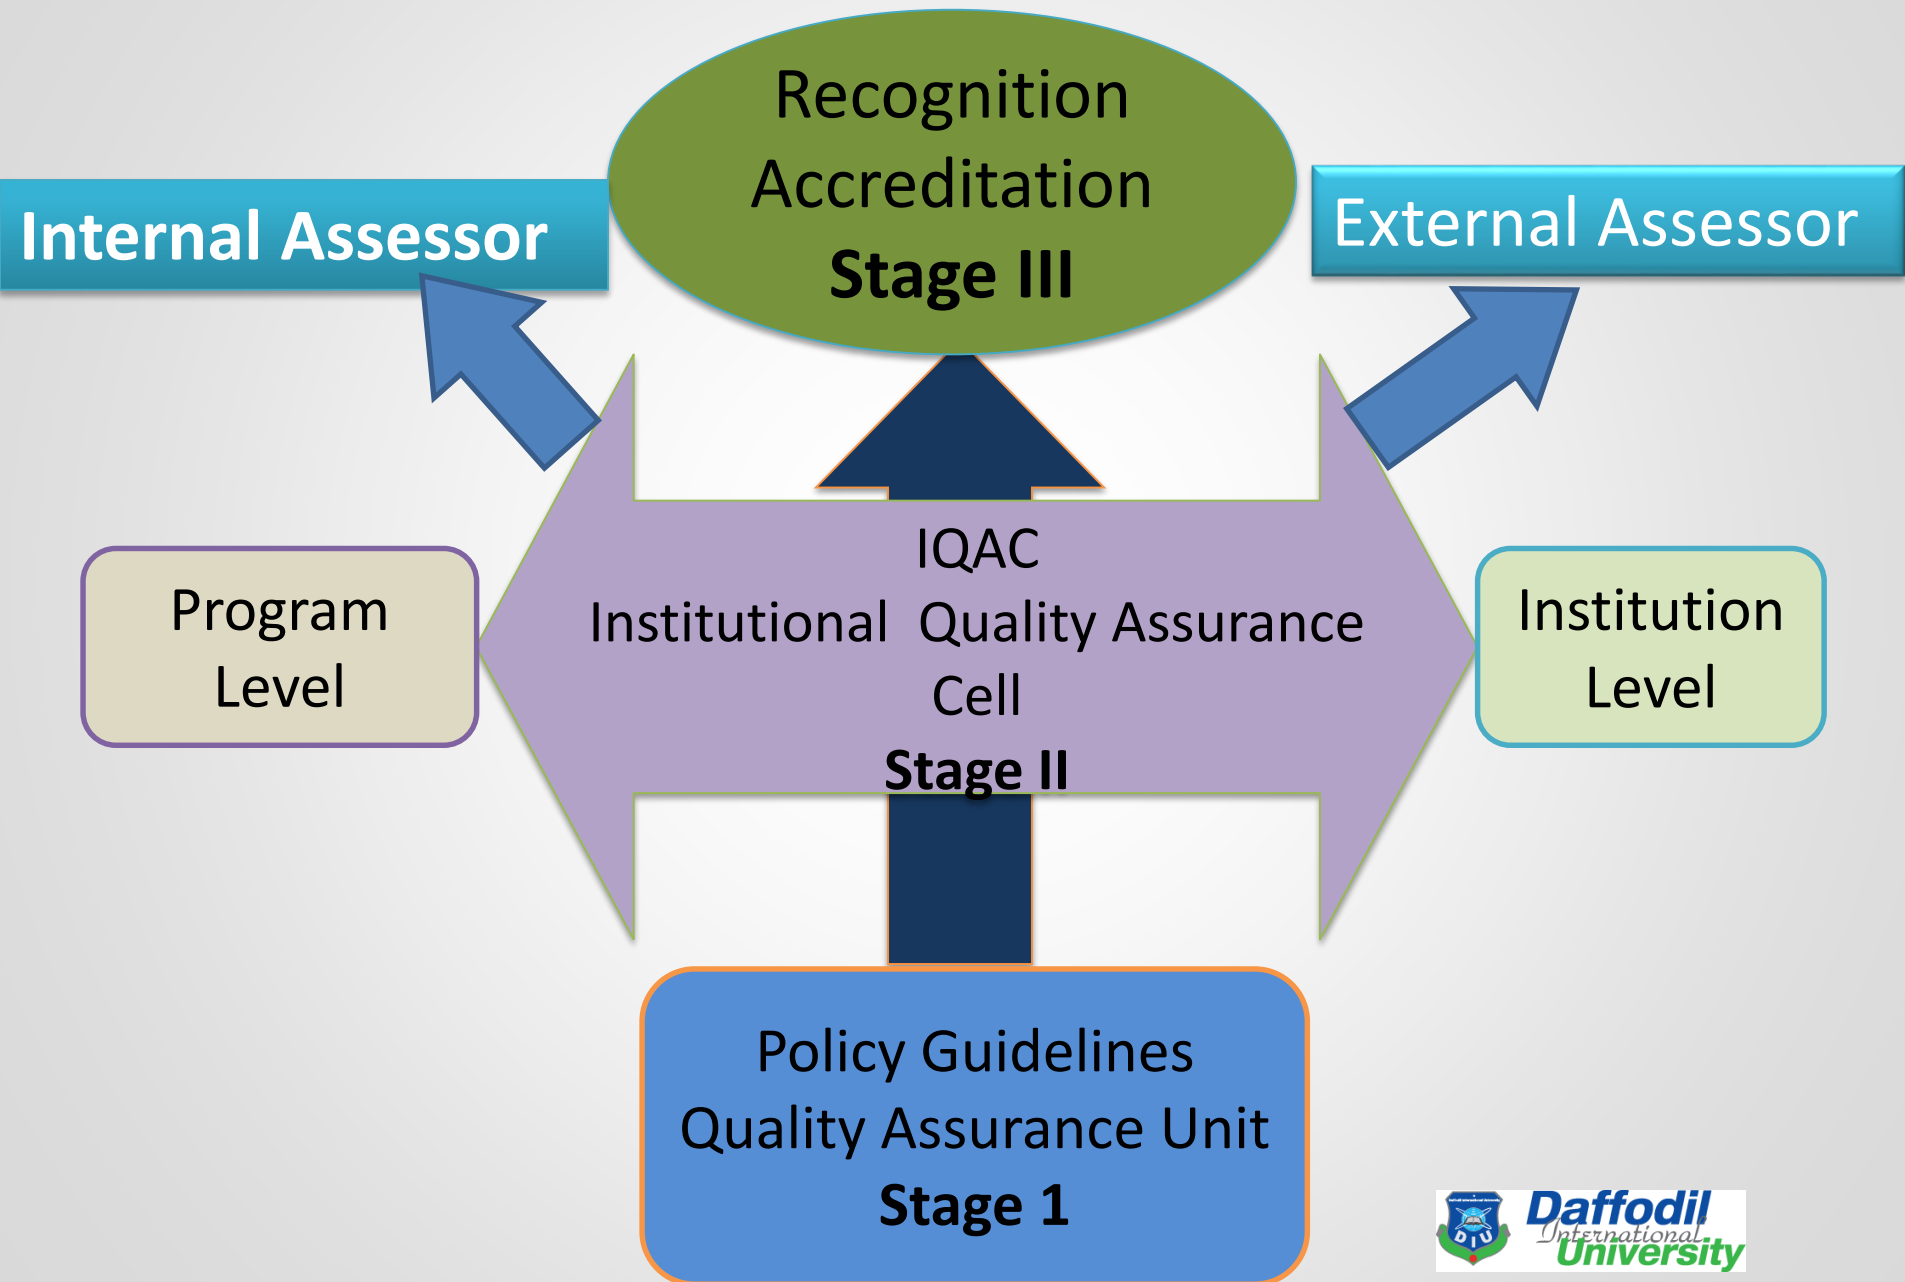 Recognition
Accreditation
Stage III
Internal Assessor
External Assessor
Program
Level
IQAC
Institutional  Quality Assurance
Cell
Stage II
Institution
Level
Policy Guidelines
Quality Assurance Unit
Stage 1
DIU
Daffodil
International
University